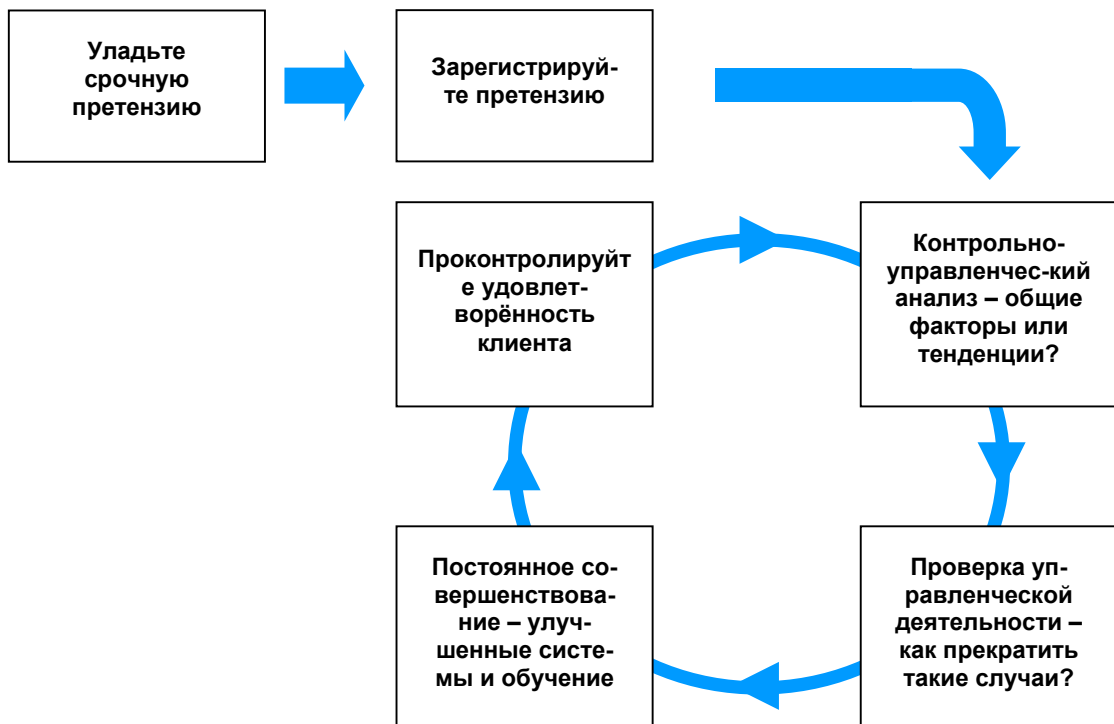 Уладьте
срочную
претензию
Зарегистрируй-
те претензию
Проконтролируйт
е удовлет-
ворённость
клиента
Контрольно-
управленчес-кий
анализ – общие
факторы или
тенденции?
Постоянное со-
вершенствова-
ние – улуч-
шенные систе-
мы и обучение
Проверка уп-
равленческой
деятельности –
как прекратить
такие случаи?